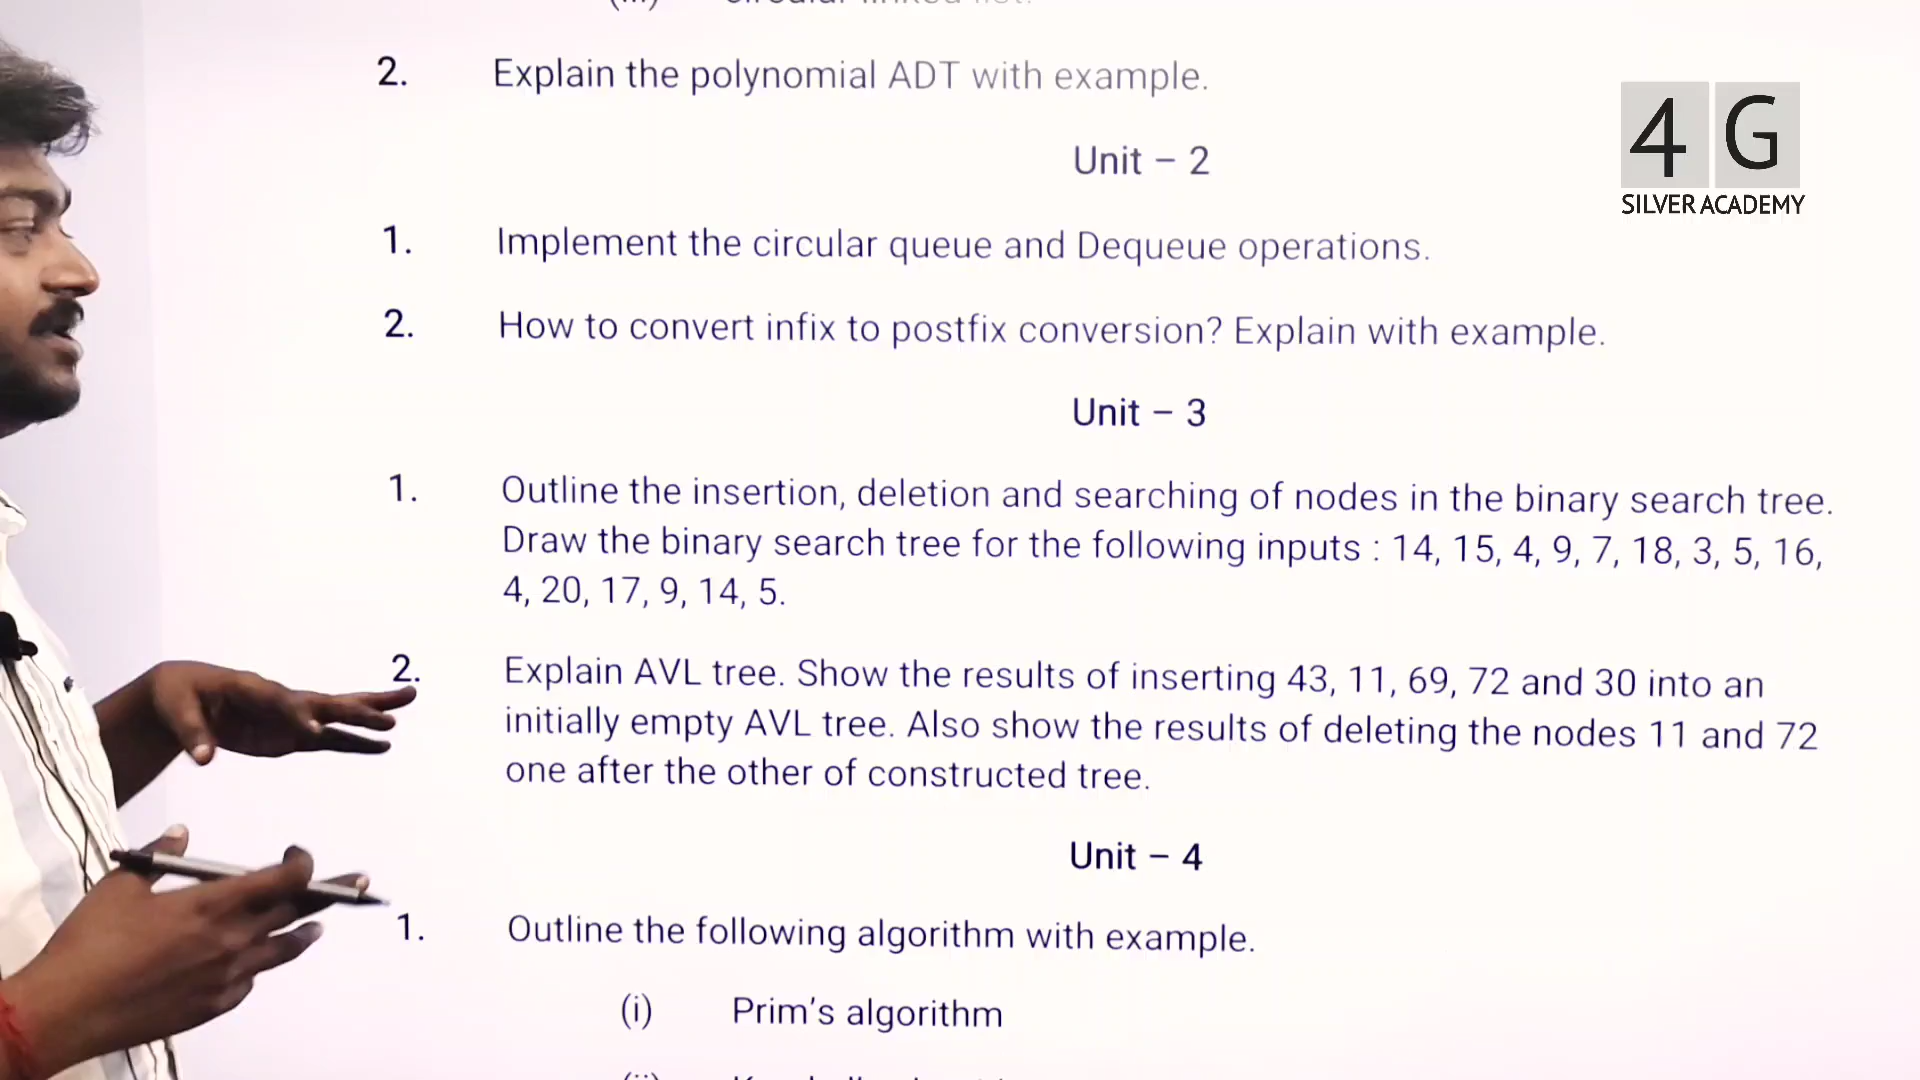 2. Explain the polynomial ADT with example.
Unit – 2
4 G
SILVER ACADEMY
1. Implement the circular queue and Dequeue operations.
2. How to convert infix to postfix conversion? Explain with example.
Unit – 3
1. Outline the insertion, deletion and searching of nodes in the binary search tree.
Draw the binary search tree for the following inputs : 14, 15, 4, 9, 7, 18, 3, 5, 16,
4, 20, 17, 9, 14, 5.
2. Explain AVL tree. Show the results of inserting 43, 11, 69, 72 and 30 into an
initially empty AVL tree. Also show the results of deleting the nodes 11 and 72
one after the other of constructed tree.
Unit – 4
1. Outline the following algorithm with example.
(i) Prim's algorithm